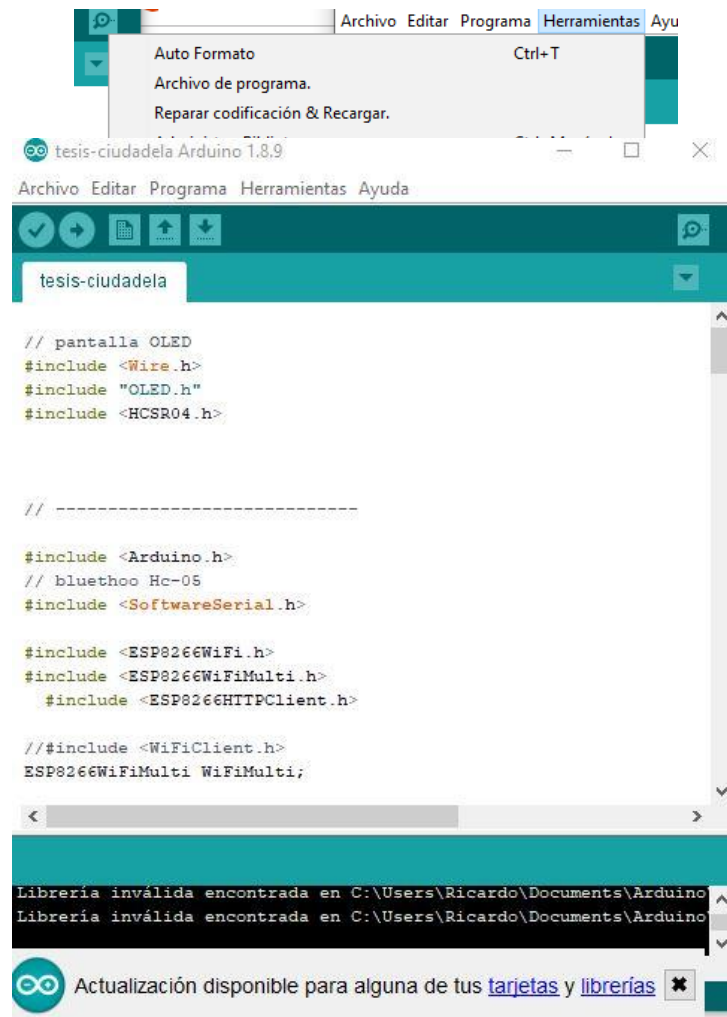 Archivo Editar Programa Herramientas Ayu
Auto Formato Ctrl+T
Archivo de programa.
Reparar codificación & Recargar.
tesis-ciudadela Arduino 1.8.9
Archivo Editar Programa Herramientas Ayuda
tesis-ciudadela
// pantalla OLED
#include <Wire.h>
#include "OLED.h"
#include <HCSR04.h>
// -----------------------------
#include <Arduino.h>
// bluethoo Hc-05
#include <SoftwareSerial.h>
#include <ESP8266WiFi.h>
#include <ESP8266WiFiMulti.h>
#include <ESP8266HTTPClient.h>
//#include <WiFiClient.h>
ESP8266WiFiMulti WiFiMulti;
Librería inválida encontrada en C:\Users\Ricardo\Documents\Arduino
Librería inválida encontrada en C:\Users\Ricardo\Documents\Arduino
Actualización disponible para alguna de tus tarjetas y librerías